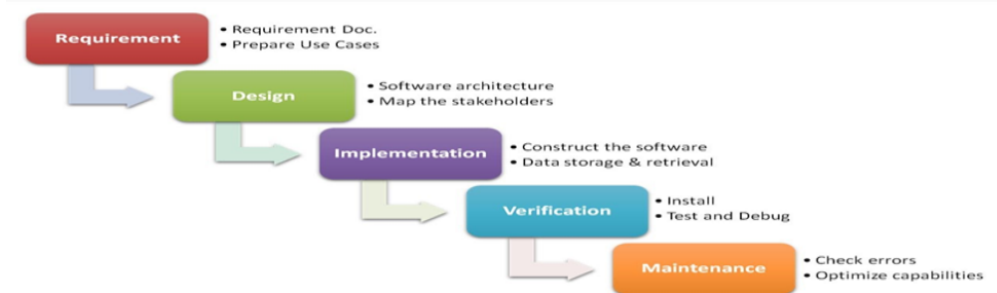 Requirement
• Requirement Doc.
• Prepare Use Cases
Design
• Software architecture
• Map the stakeholders
Implementation
• Construct the software
• Data storage & retrieval
Verification
• Install
• Test and Debug
Maintenance
• Check errors
• Optimize capabilities